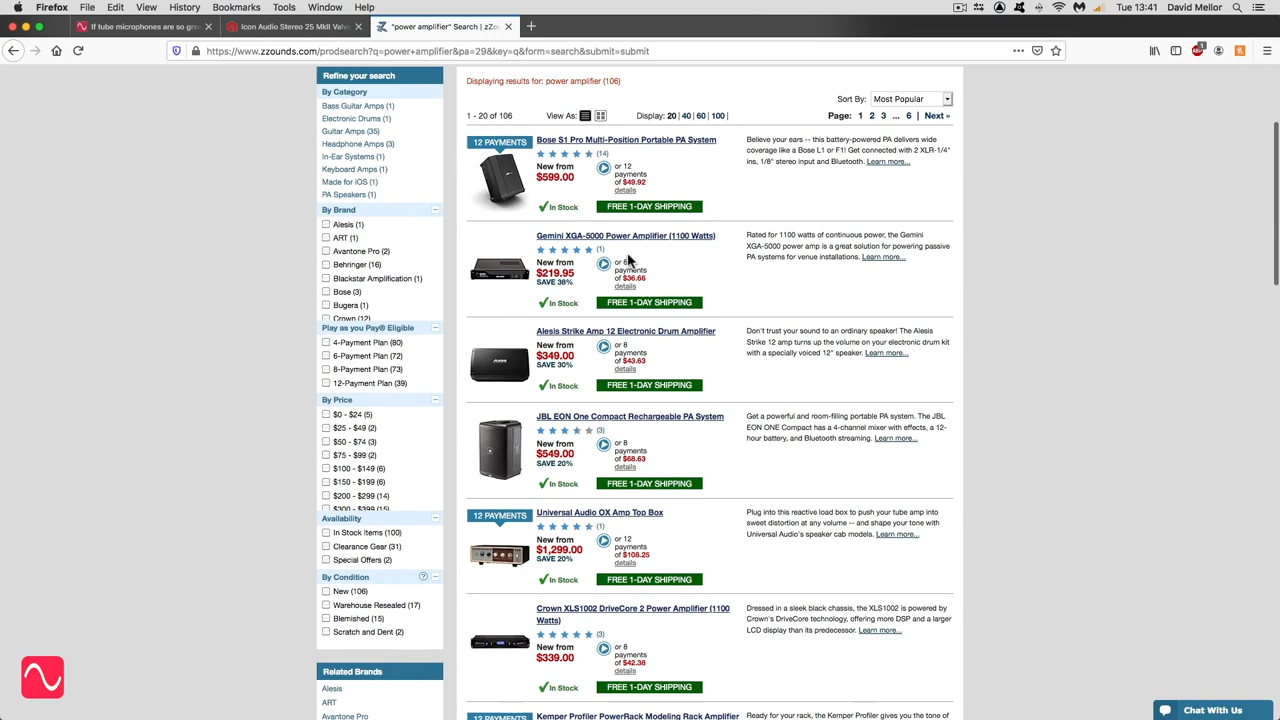 Firefox File Edit View History Bookmarks Tools Window Help
Tue 13:41 David Mellor
If tube microphones are so gre
Icon Audio Stereo 25 MkII Valve
"power amplifier" Search | zZou
https://www.zzounds.com/prodsearch?q=power+amplifier&pa=29&key=q&form=search&submit=submit
Refine your search
By Category
Bass Guitar Amps (1)
Electronic Drums (1)
Guitar Amps (35)
Headphone Amps (3)
In-Ear Systems (1)
Keyboard Amps (1)
Made for iOS (1)
PA Speakers (1)
By Brand
Alesis (1)
ART (1)
Avantone Pro (2)
Behringer (16)
Blackstar Amplification (1)
Bose (3)
Bugera (1)
Crown (12)
Play as you Pay® Eligible
4-Payment Plan (80)
6-Payment Plan (72)
8-Payment Plan (73)
12-Payment Plan (39)
By Price
$0 - $24 (5)
$25 - $49 (2)
$50 - $74 (3)
$75 - $99 (2)
$100 - $149 (6)
$150 - $199 (6)
$200 - $299 (14)
$300 - $399 (15)
Availability
In Stock Items (100)
Clearance Gear (31)
Special Offers (2)
By Condition
New (106)
Warehouse Resealed (17)
Blemished (15)
Scratch and Dent (2)
Related Brands
Alesis
ART
Avantone Pro
Displaying results for: power amplifier (106)
Sort By: Most Popular
1 - 20 of 106 View As: Display: 20 | 40 | 60 | 100 | Page: 1 2 3 ... 6 | Next »
12 PAYMENTS
Bose S1 Pro Multi-Position Portable PA System
(14)
New from
$599.00
or 12
payments
of $49.92
details
In Stock
FREE 1-DAY SHIPPING
Believe your ears -- this battery-powered PA delivers wide
coverage like a Bose L1 or F1! Get connected with 2 XLR-1/4"
ins, 1/8" stereo input and Bluetooth. Learn more...
Gemini XGA-5000 Power Amplifier (1100 Watts)
(1)
New from
$219.95
SAVE 38%
or 6
payments
of $36.66
details
In Stock
FREE 1-DAY SHIPPING
Rated for 1100 watts of continuous power, the Gemini
XGA-5000 power amp is a great solution for powering passive
PA systems for venue installations. Learn more...
Alesis Strike Amp 12 Electronic Drum Amplifier
New from
$349.00
SAVE 30%
or 8
payments
of $43.63
details
In Stock
FREE 1-DAY SHIPPING
Don't trust your sound to an ordinary speaker! The Alesis
Strike 12 amp turns up the volume on your electronic drum kit
with a specially voiced 12" speaker. Learn more...
JBL EON One Compact Rechargeable PA System
(3)
New from
$549.00
SAVE 20%
or 8
payments
of $68.63
details
In Stock
FREE 1-DAY SHIPPING
Get a powerful and room-filling portable PA system. The JBL
EON ONE Compact has a 4-channel mixer with effects, a 12-
hour battery, and Bluetooth streaming. Learn more...
12 PAYMENTS
Universal Audio OX Amp Top Box
(1)
New from
$1,299.00
SAVE 20%
or 12
payments
of $108.25
details
In Stock
FREE 1-DAY SHIPPING
Plug into this reactive load box to push your tube amp into
sweet distortion at any volume -- and shape your tone with
Universal Audio's speaker cab models. Learn more...
Crown XLS1002 DriveCore 2 Power Amplifier (1100
Watts)
(3)
New from
$339.00
or 8
payments
of $42.38
details
In Stock
FREE 1-DAY SHIPPING
Dressed in a sleek black chassis, the XLS1002 is powered by
Crown's DriveCore technology, offering more DSP and a larger
LCD display than its predecessor. Learn more...
12 PAYMENTS
Kemper Profiler PowerRack Modeling Rack Amplifier
Ready for your rack, the Kemper Profiler gives you the tone of
Chat With Us